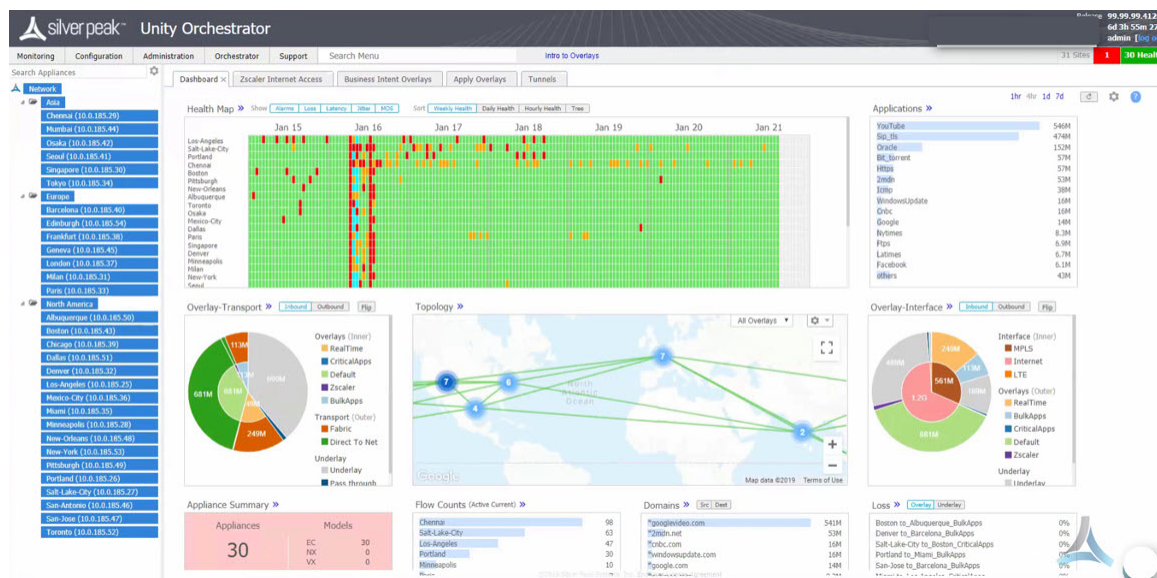 silver peak Unity Orchestrator
Release 99.99.99.412
6d 3h 55m 27
admin [log o
Monitoring Configuration Administration Orchestrator Support Search Menu Intro to Overlays 31 Sites 1 30 Healt
Search Appliances
Network
Asia
Chennai (10.0.185.29)
Mumbai (10.0.185.44)
Osaka (10.0.185.42)
Seoul (10.0.185.41)
Singapore (10.0.185.30)
Tokyo (10.0.185.34)
Europe
Barcelona (10.0.185.40)
Edinburgh (10.0.185.54)
Frankfurt (10.0.185.38)
Geneva (10.0.185.45)
London (10.0.185.37)
Milan (10.0.185.31)
Paris (10.0.185.33)
North America
Albuquerque (10.0.185.50)
Boston (10.0.185.43)
Chicago (10.0.185.39)
Dallas (10.0.185.51)
Denver (10.0.185.32)
Los-Angeles (10.0.185.25)
Mexico-City (10.0.185.36)
Miami (10.0.185.35)
Minneapolis (10.0.185.28)
New-Orleans (10.0.185.48)
New-York (10.0.185.53)
Pittsburgh (10.0.185.49)
Portland (10.0.185.26)
Salt-Lake-City (10.0.185.27)
San-Antonio (10.0.185.46)
San-Jose (10.0.185.47)
Toronto (10.0.185.52)
Dashboard × Zscaler Internet Access Business Intent Overlays Apply Overlays Tunnels
1hr 4hr 1d 7d
Health Map » Show Alarms Loss Latency Jitter MOS Sort Weekly Health Daily Health Hourly Health Tree
Jan 15 Jan 16 Jan 17 Jan 18 Jan 19 Jan 20 Jan 21
Los-Angeles
Salt-Lake-City
Portland
Chennai
Boston
Pittsburgh
New-Orleans
Albuquerque
Toronto
Osaka
Mexico-City
Dallas
Paris
Singapore
Denver
Minneapolis
Milan
New-York
Seoul
Applications »
YouTube 546M
Sip_tls 474M
Oracle 152M
Bit_torrent 57M
Https 57M
2mdn 53M
Icmp 38M
WindowsUpdate 16M
Cnbc 16M
Google 14M
Nytimes 8.3M
Ftps 6.9M
Latimes 6.7M
Facebook 6.1M
others 43M
Overlay-Transport » Inbound Outbound Flip
113M
681M
681M
249M
Overlays (Inner)
RealTime
CriticalApps
Default
Zscaler
BulkApps
Transport (Outer)
Fabric
Direct To Net
Underlay
Underlay
Pass through
Topology »
All Overlays
7 6 4 7 2
North
Atlantic
Ocean
+
−
Google Map data ©2019 Terms of Use
Overlay-Interface » Inbound Outbound Flip
249M
113M
561M
1.2G
681M
Interface (Inner)
MPLS
Internet
LTE
Overlays (Outer)
RealTime
BulkApps
CriticalApps
Default
Zscaler
Underlay
Underlay
Appliance Summary »
Appliances
30
Models
EC 30
NX 0
VX 0
Flow Counts (Active Current) »
Chennai 98
Salt-Lake-City 63
Los-Angeles 47
Portland 30
Minneapolis 10
Domains » Src Dest
*googlevideo.com 541M
*2mdn.net 53M
*cnbc.com 16M
*windowsupdate.com 16M
*google.com 14M
Loss » Overlay Underlay
Boston to_Albuquerque_BulkApps 0%
Denver to_Barcelona_BulkApps 0%
Salt-Lake-City to_Boston_CriticalApps 0%
Portland to_Miami_BulkApps 0%